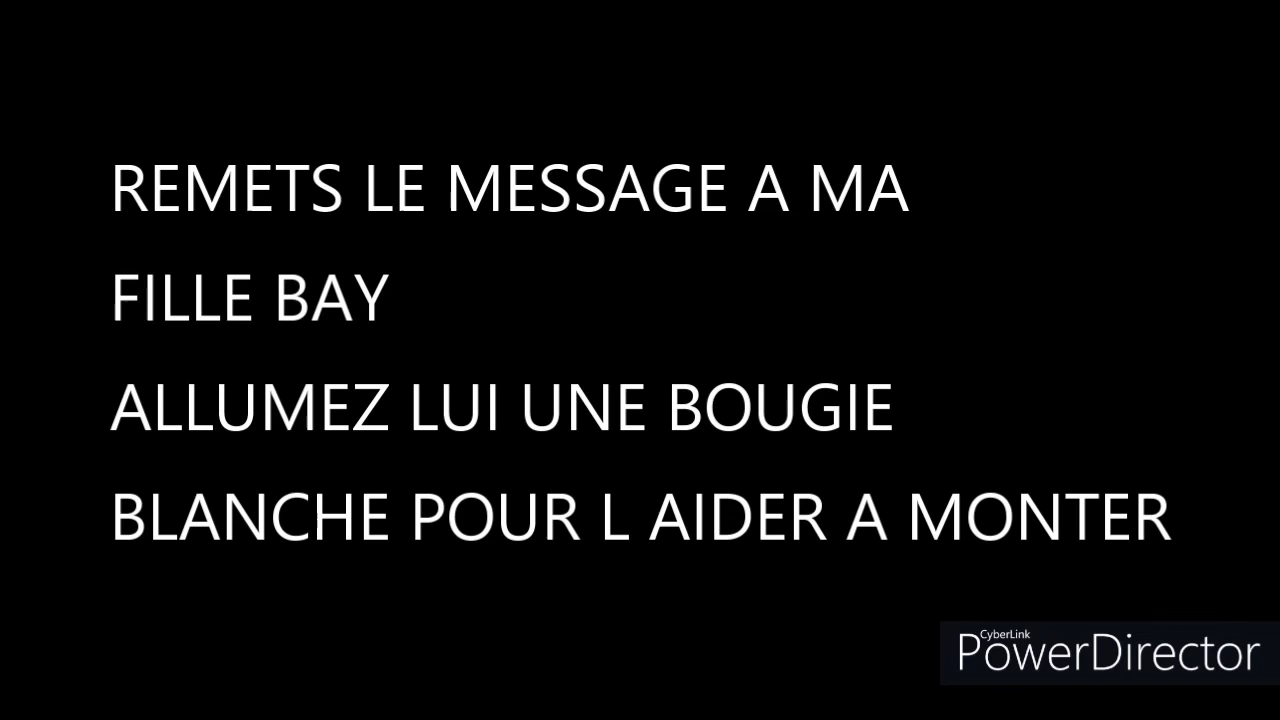 REMETS LE MESSAGE A MA
FILLE BAY
ALLUMEZ LUI UNE BOUGIE
BLANCHE POUR L AIDER A MONTER
CyberLink
PowerDirector